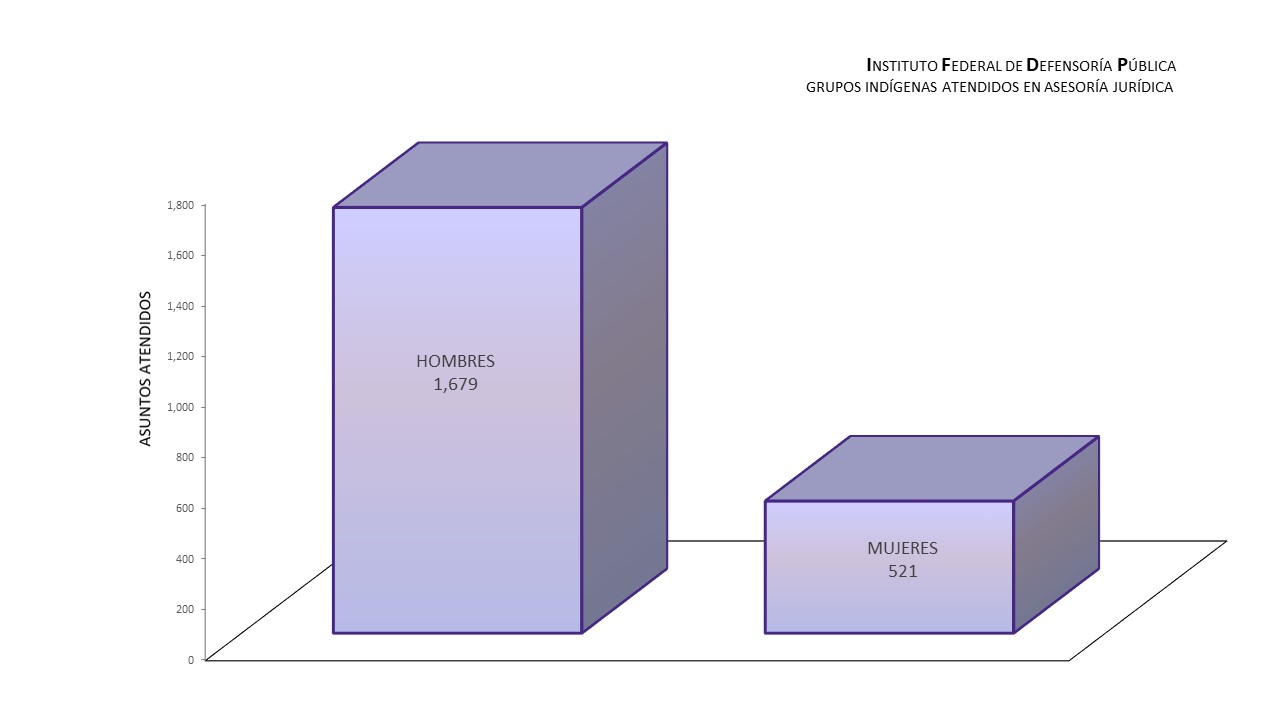 INSTITUTO FEDERAL DE DEFENSORÍA PÚBLICA
GRUPOS INDÍGENAS ATENDIDOS EN ASESORÍA JURÍDICA
ASUNTOS ATENDIDOS
1,800
1,600
1,400
1,200
1,000
800
600
400
200
0
HOMBRES
1,679
MUJERES
521